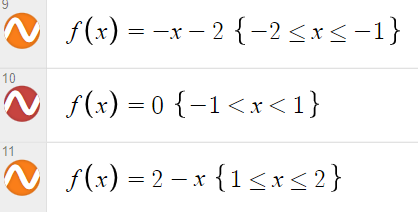 9
f(x) = −x − 2 {−2 ≤ x ≤ −1}
10
f(x) = 0 {−1 < x < 1}
11
f(x) = 2 − x {1 ≤ x ≤ 2}